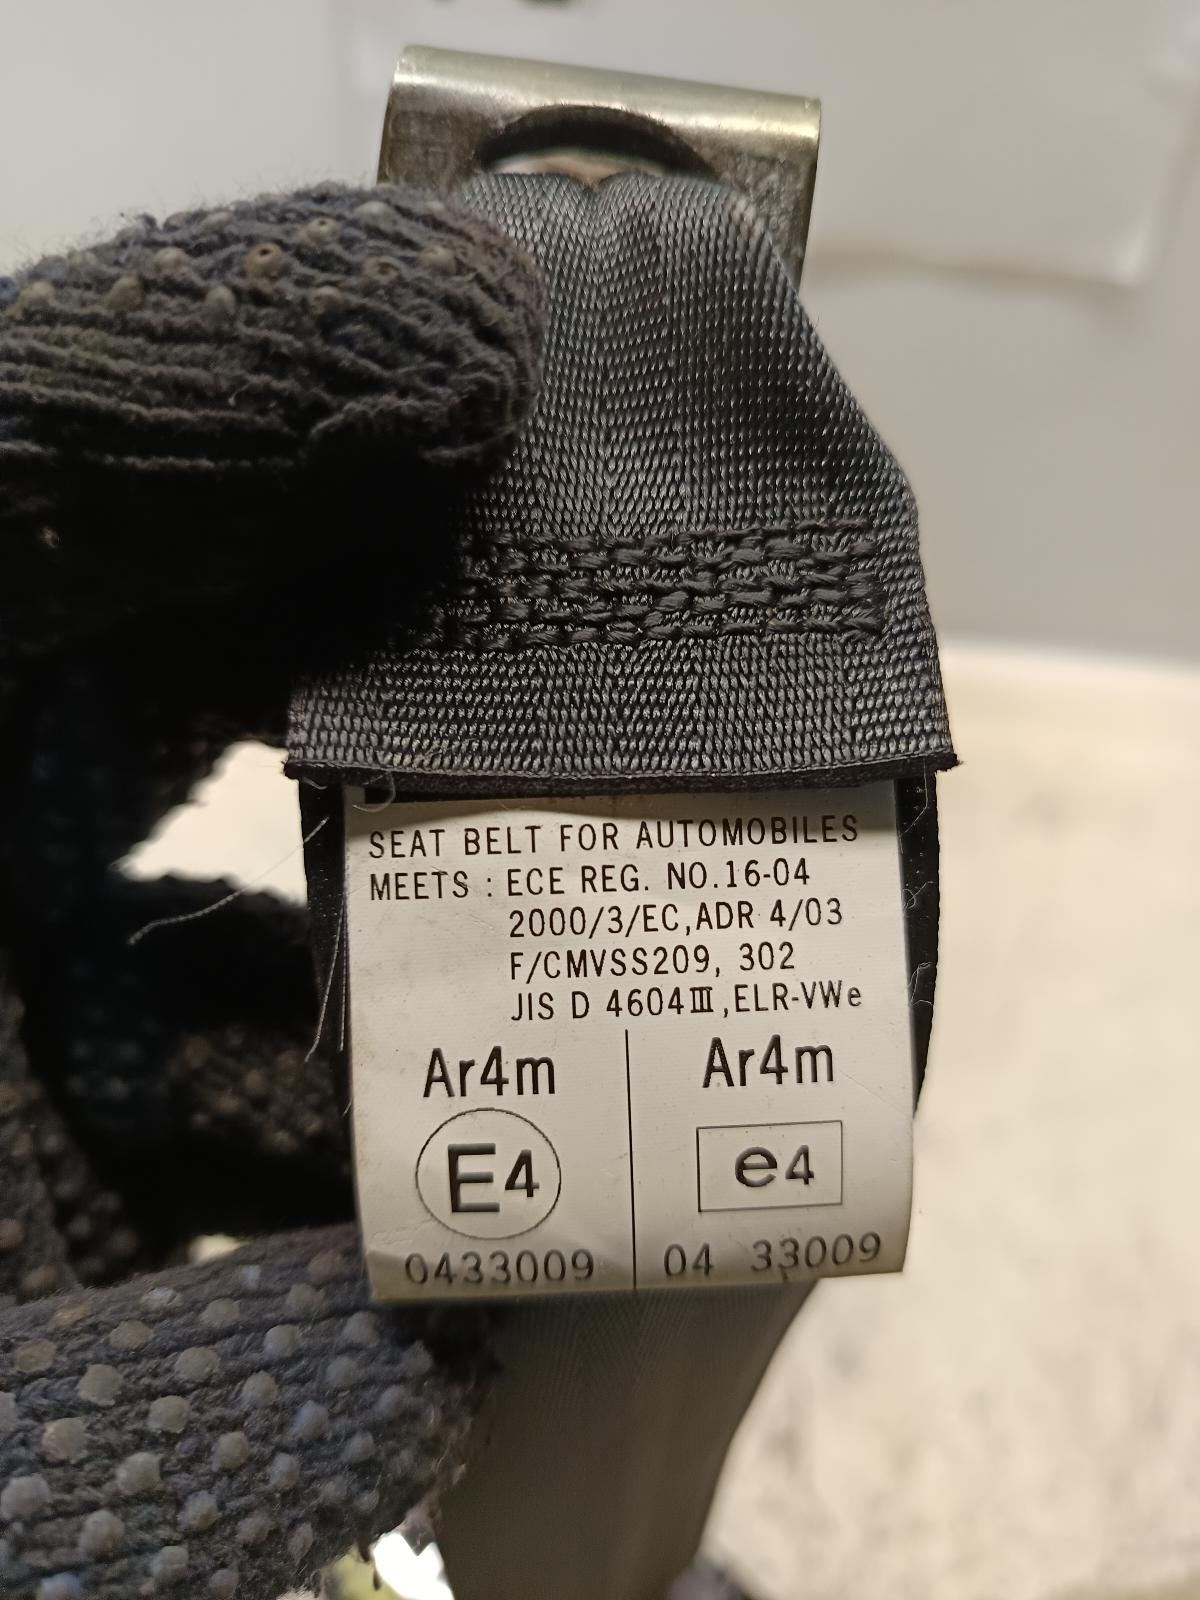 SEAT BELT FOR AUTOMOBILES
MEETS : ECE REG. NO.16-04
2000/3/EC,ADR 4/03
F/CMVSS209, 302
JIS D 4604Ⅲ,ELR-VWe
Ar4m Ar4m
E4 e4
0433009 04 33009